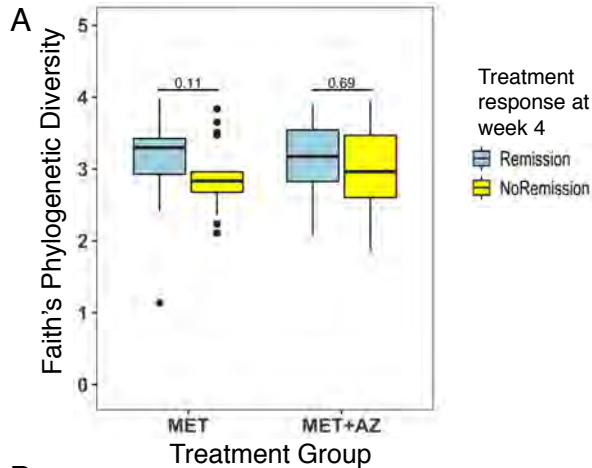 A
Faith's Phylogenetic Diversity
5
4
3
2
1
0
0.11
0.69
MET
MET+AZ
Treatment Group
Treatment
response at
week 4
Remission
NoRemission